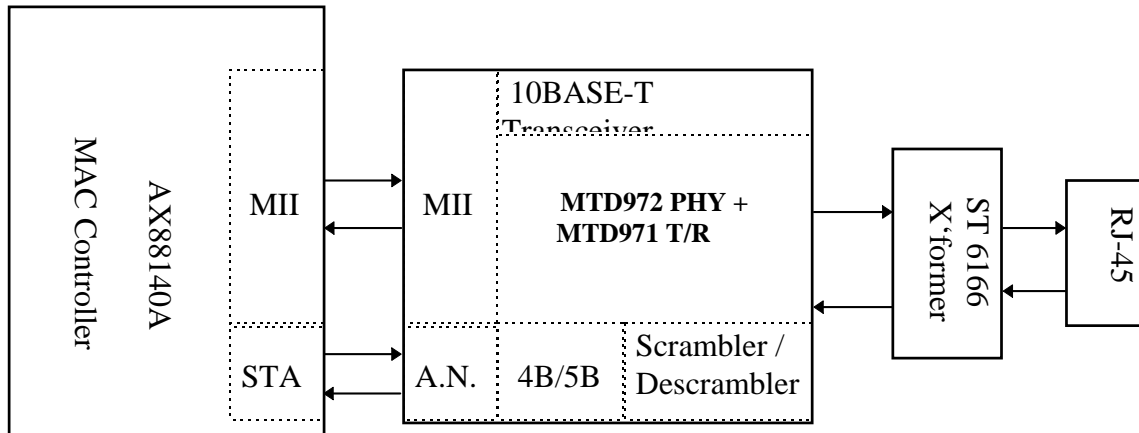 AX88140A
MAC Controller
MII
STA
MII
10BASE-T
Transceiver
MTD972 PHY +
MTD971 T/R
A.N.
4B/5B
Scrambler /
Descrambler
ST 6166
X‘former
RJ-45